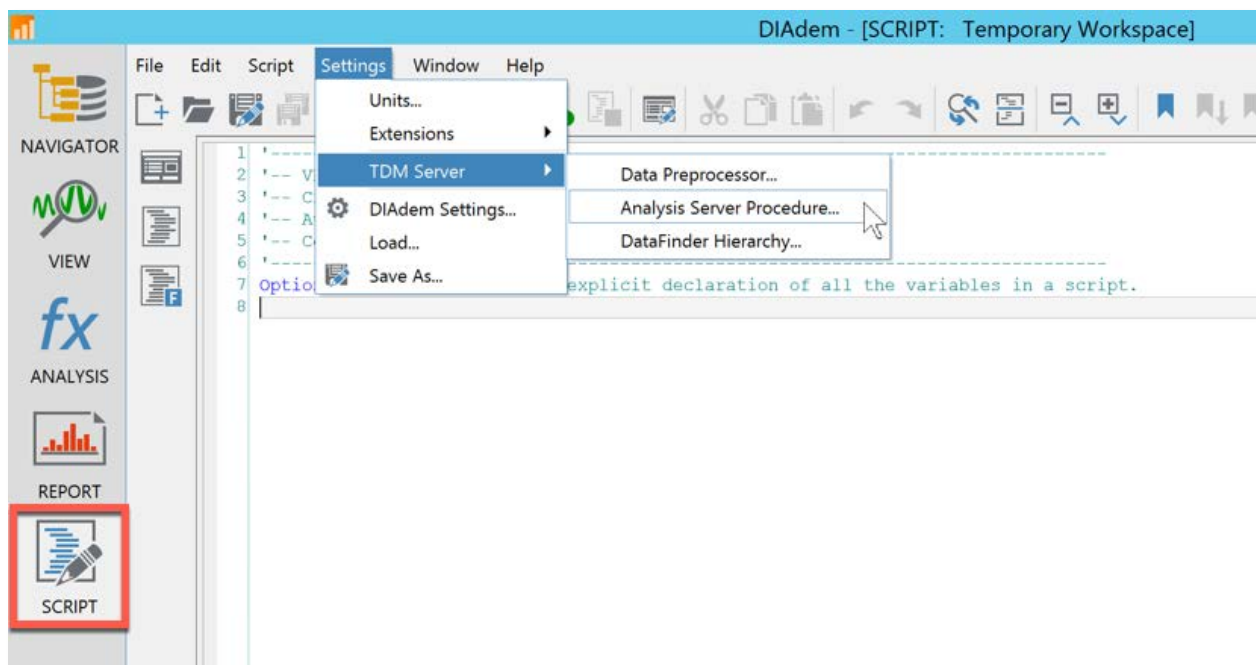 DIAdem - [SCRIPT: Temporary Workspace]
File Edit Script Settings Window Help
NAVIGATOR
VIEW
fx
ANALYSIS
REPORT
SCRIPT
Units...
Extensions
TDM Server
DIAdem Settings...
Load...
Save As...
Data Preprocessor...
Analysis Server Procedure...
DataFinder Hierarchy...
1 '--
2 '-- V
3 '-- C
4 '-- A
5 '-- C
6 '--
7 Optio explicit declaration of all the variables in a script.
8
F